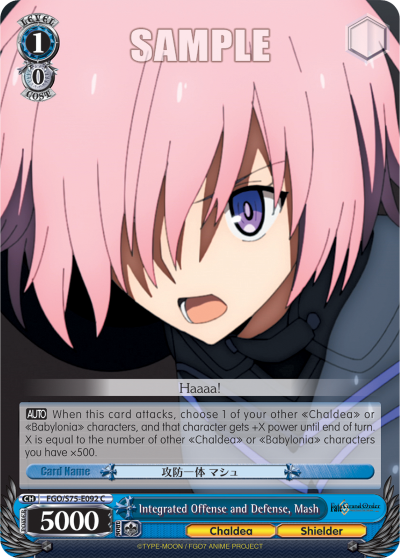 LEVEL
1
0
COST
SAMPLE
Haaaa!
AUTO When this card attacks, choose 1 of your other «Chaldea» or
«Babylonia» characters, and that character gets +X power until end of turn.
X is equal to the number of other «Chaldea» or «Babylonia» characters
you have ×500.
Card Name 攻防一体 マシュ
CH FGO/S75-E092 C
5000
Integrated Offense and Defense, Mash
Chaldea Shielder
©TYPE-MOON / FGO7 ANIME PROJECT